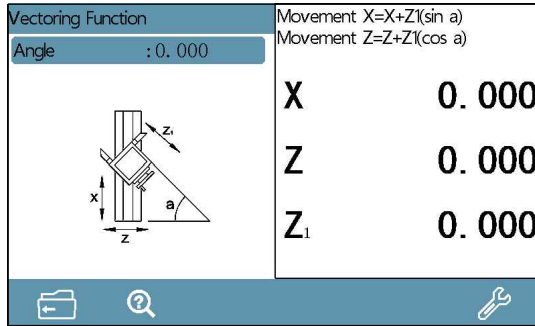 Vectoring Function
Angle :0.000
Z₁
X
a
Z
Movement X=X+Z1(sin a)
Movement Z=Z+Z1(cos a)
X 0.000
Z 0.000
Z₁ 0.000